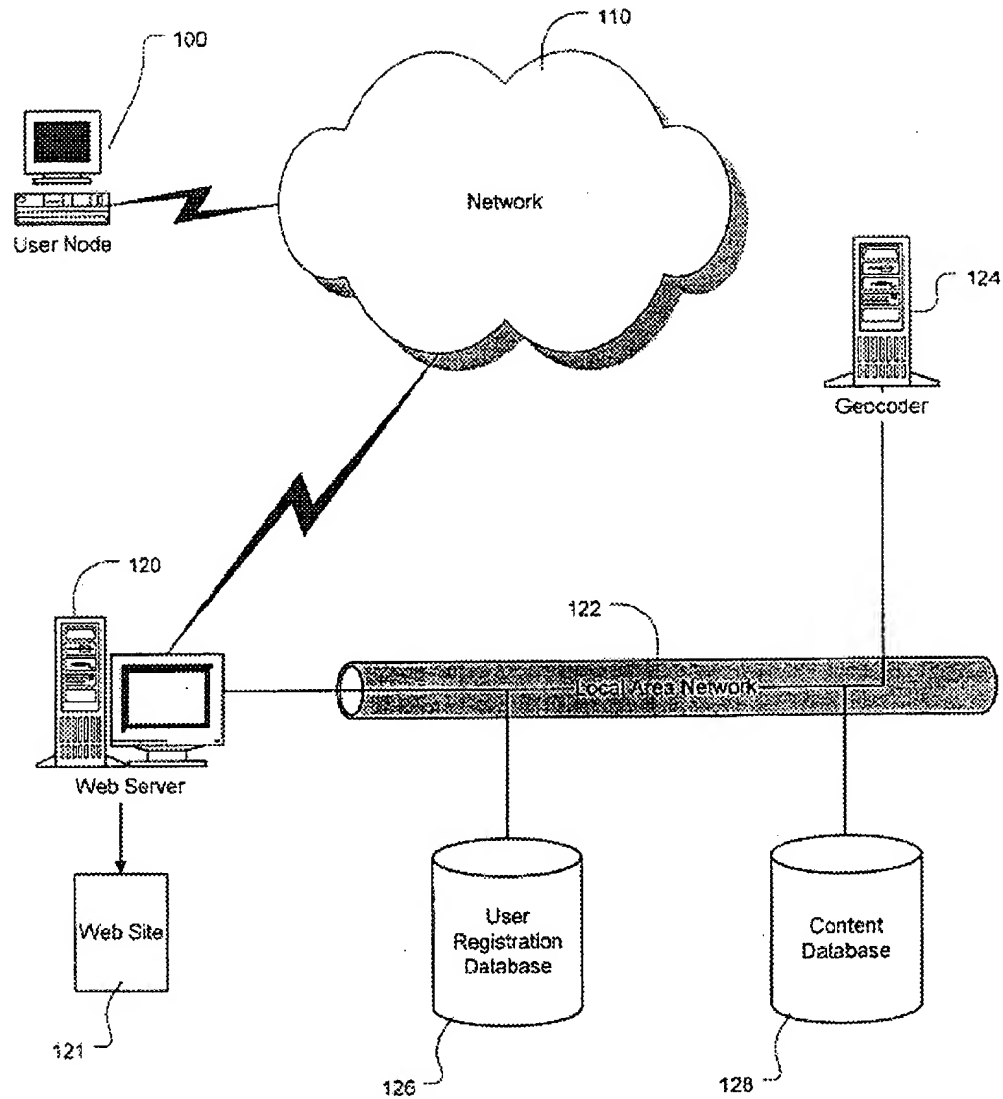 100
110
User Node
Network
124
Geocoder
120
122
Local Area Network
Web Server
Web Site
User
Registration
Database
Content
Database
121
126
128